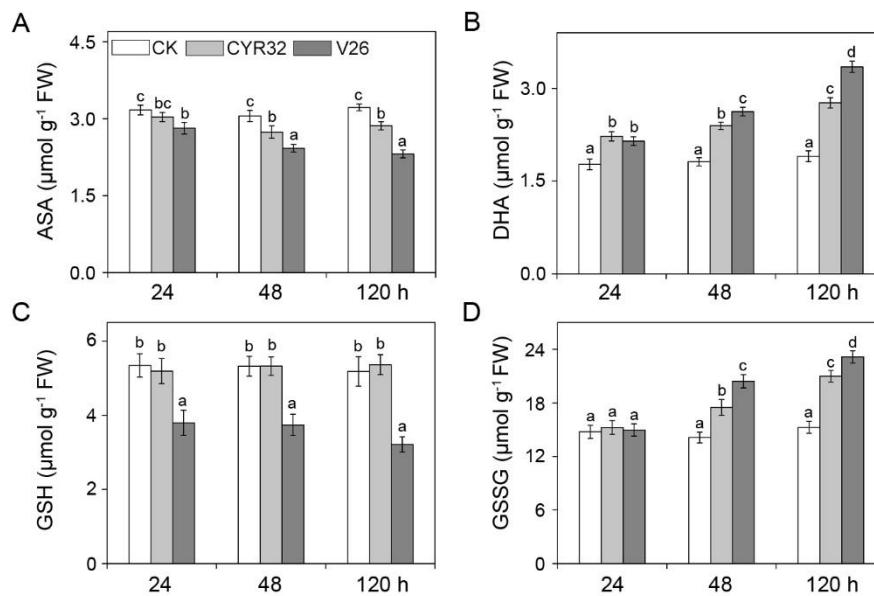 A
ASA (µmol g⁻¹ FW)
4.5
3.0
1.5
0.0
CK CYR32 V26
c bc b c b a c b a
24 48 120 h
B
DHA (µmol g⁻¹ FW)
3.0
1.5
0.0
a b b a b c a c d
24 48 120 h
C
GSH (µmol g⁻¹ FW)
6
4
2
0
b b a b b a b b a
24 48 120 h
D
GSSG (µmol g⁻¹ FW)
24
18
12
6
0
a a a a b c a c d
24 48 120 h